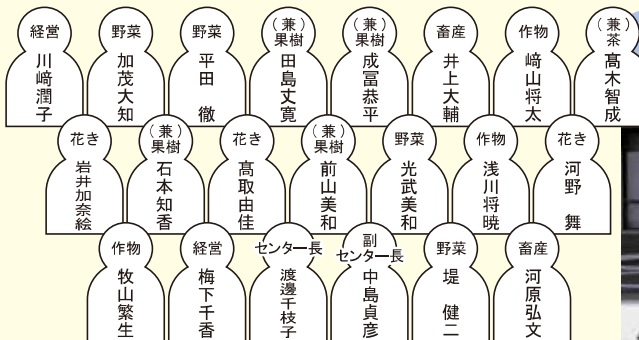 経営
川﨑潤子
野菜
加茂大知
野菜
平田 徹
（兼）
果樹
田島丈寛
（兼）
果樹
成冨恭平
畜産
井上大輔
作物
﨑山将太
（兼）
茶
髙木智成
花き
岩井加奈絵
（兼）
果樹
石本知香
花き
髙取由佳
（兼）
果樹
前山美和
野菜
光武美和
作物
浅川将暁
花き
河野 舞
作物
牧山繁生
経営
梅下千香
センター長
渡邊千枝子
副
センター長
中島貞彦
野菜
堤 健二
畜産
河原弘文